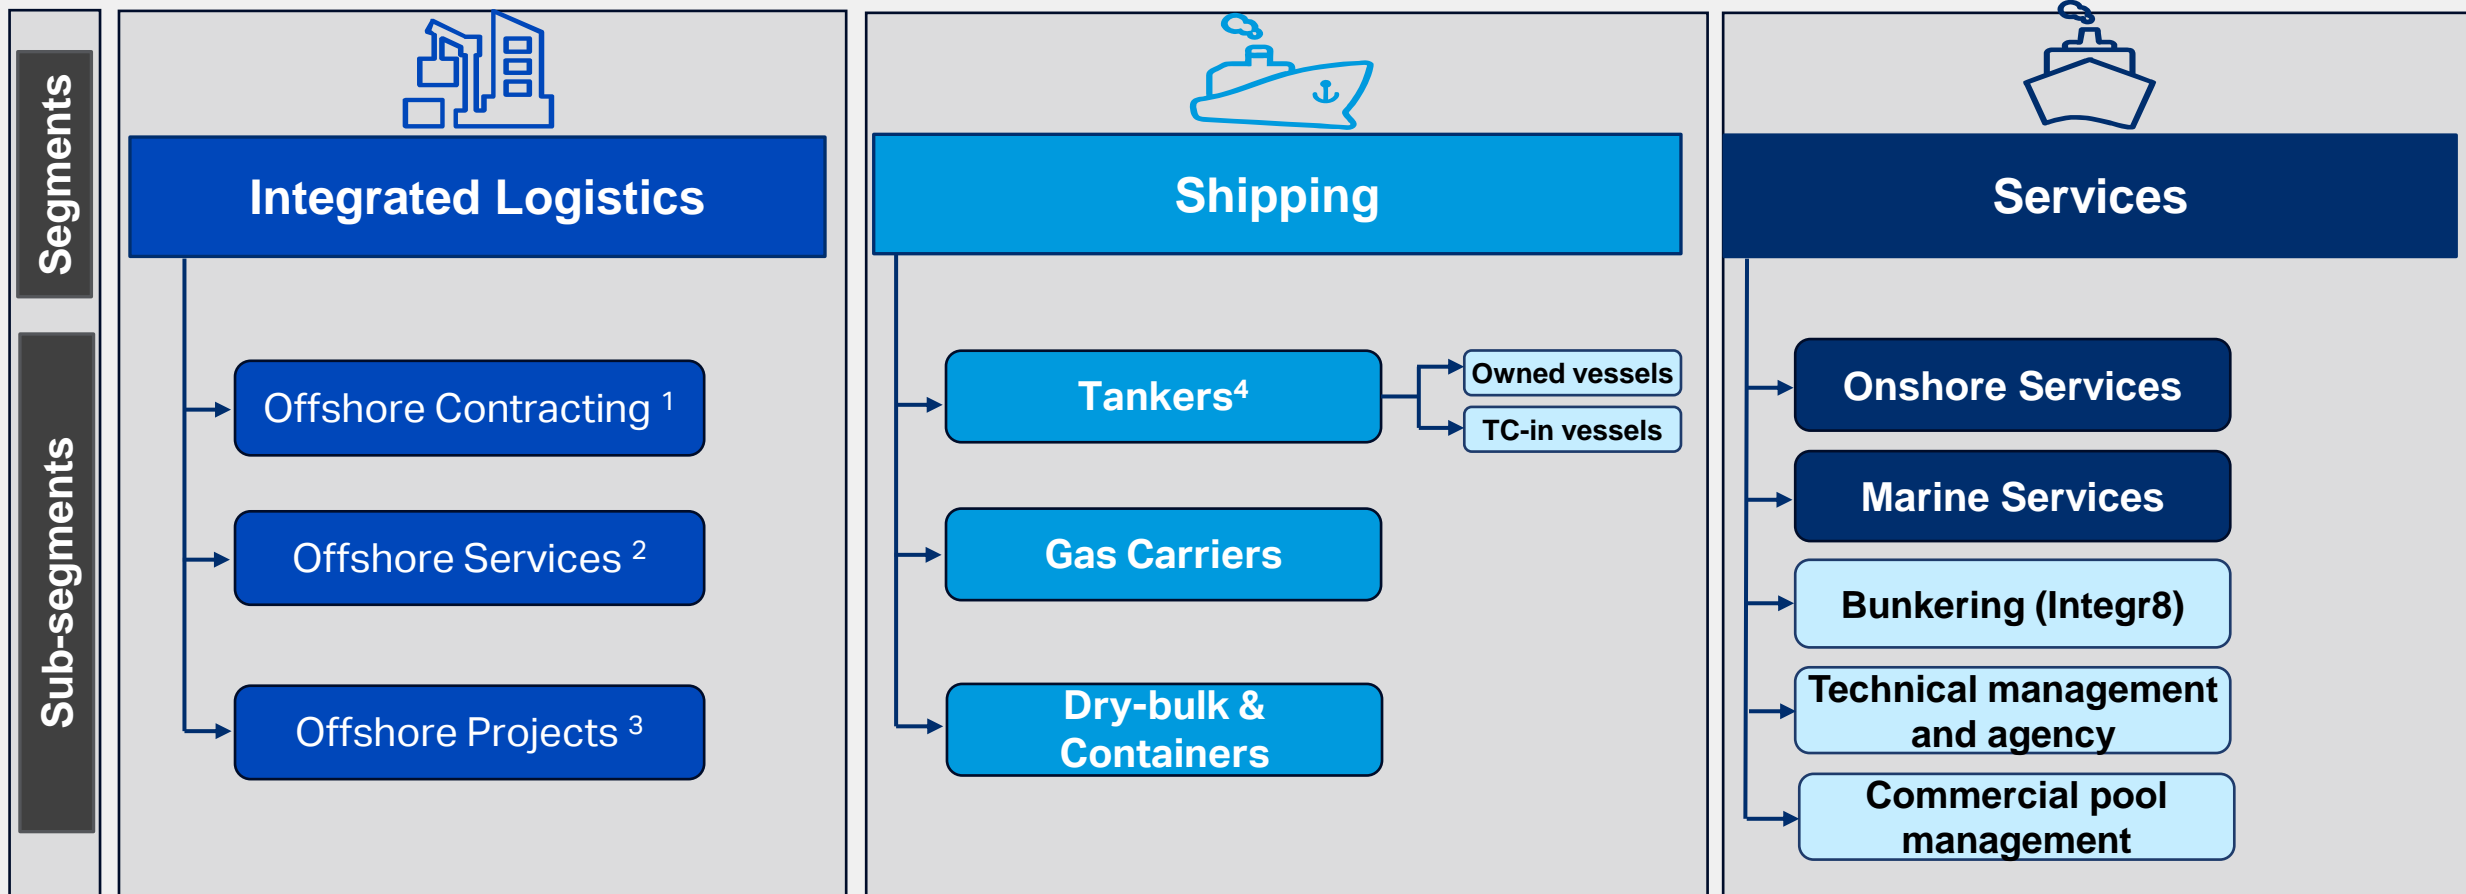 Segments
Integrated Logistics
Shipping
Services
Sub-segments
Offshore Contracting ¹
Offshore Services ²
Offshore Projects ³
Tankers⁴
Owned vessels
TC-in vessels
Gas Carriers
Dry-bulk &
Containers
Onshore Services
Marine Services
Bunkering (Integr8)
Technical management
and agency
Commercial pool
management